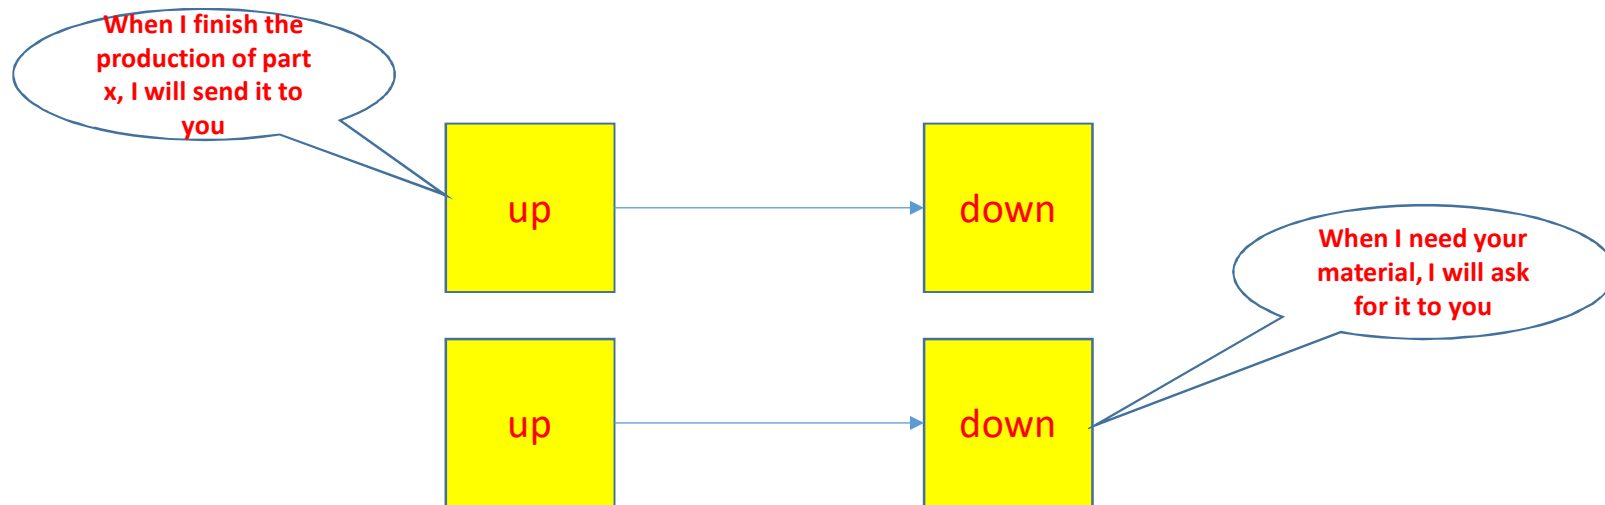 When I finish the
production of part
x, I will send it to
you
up
down
When I need your
material, I will ask
for it to you
up
down